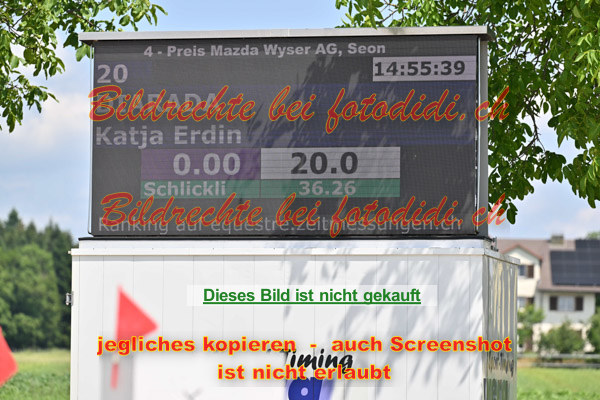 4 - Preis Mazda Wyser AG, Seon
20
14:55:39
Bildrechte bei fotodidi.ch
Katja Erdin
0.00 20.0
Schlickli 36.26
Bildrechte bei fotodidi.ch
Ranking auf
Dieses Bild ist nicht gekauft
jegliches kopieren - auch Screenshot
Timing
ist nicht erlaubt